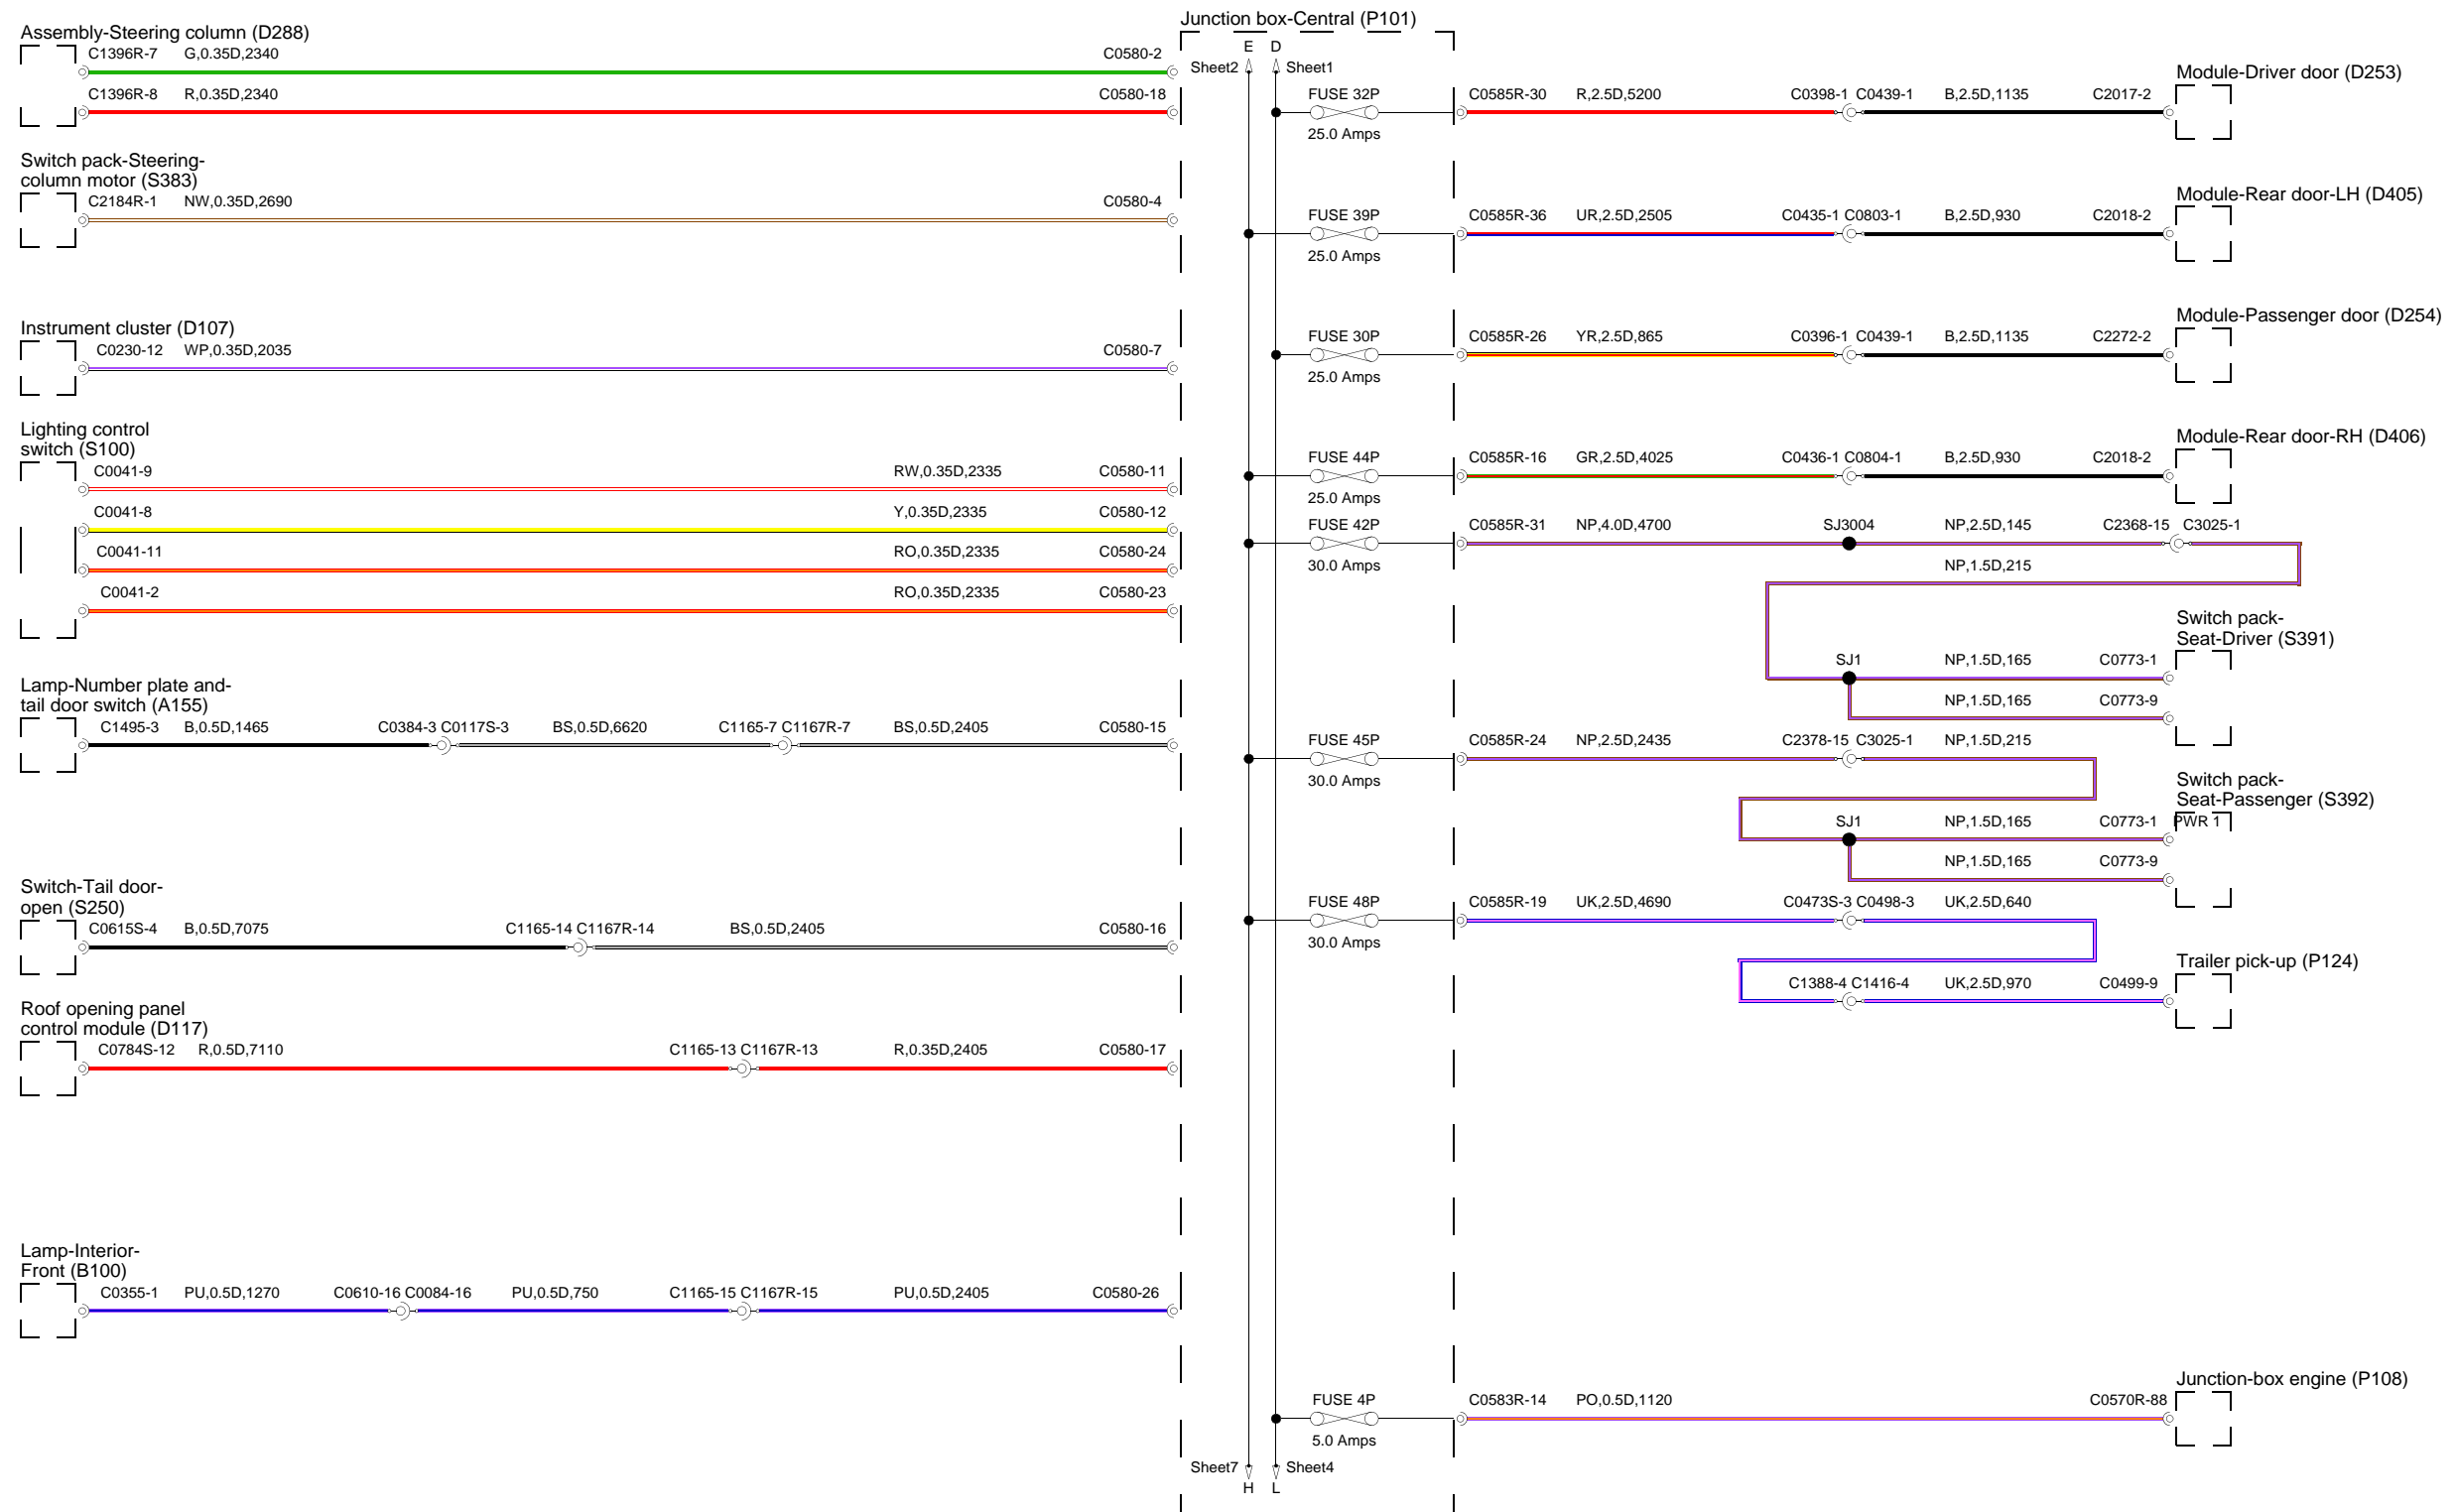 Junction box-Central (P101)
Assembly-Steering column (D288)
C1396R-7 G,0.35D,2340 C0580-2
C1396R-8 R,0.35D,2340 C0580-18
Switch pack-Steering-
column motor (S383)
C2184R-1 NW,0.35D,2690 C0580-4
Instrument cluster (D107)
C0230-12 WP,0.35D,2035 C0580-7
Lighting control
switch (S100)
C0041-9 RW,0.35D,2335 C0580-11
C0041-8 Y,0.35D,2335 C0580-12
C0041-11 RO,0.35D,2335 C0580-24
C0041-2 RO,0.35D,2335 C0580-23
Lamp-Number plate and-
tail door switch (A155)
C1495-3 B,0.5D,1465 C0384-3 C0117S-3 BS,0.5D,6620 C1165-7 C1167R-7 BS,0.5D,2405 C0580-15
Switch-Tail door-
open (S250)
C0615S-4 B,0.5D,7075 C1165-14 C1167R-14 BS,0.5D,2405 C0580-16
Roof opening panel
control module (D117)
C0784S-12 R,0.5D,7110 C1165-13 C1167R-13 R,0.35D,2405 C0580-17
Lamp-Interior-
Front (B100)
C0355-1 PU,0.5D,1270 C0610-16 C0084-16 PU,0.5D,750 C1165-15 C1167R-15 PU,0.5D,2405 C0580-26
E D
Sheet2 Sheet1
Module-Driver door (D253)
FUSE 32P C0585R-30 R,2.5D,5200 C0398-1 C0439-1 B,2.5D,1135 C2017-2
25.0 Amps
Module-Rear door-LH (D405)
FUSE 39P C0585R-36 UR,2.5D,2505 C0435-1 C0803-1 B,2.5D,930 C2018-2
25.0 Amps
Module-Passenger door (D254)
FUSE 30P C0585R-26 YR,2.5D,865 C0396-1 C0439-1 B,2.5D,1135 C2272-2
25.0 Amps
Module-Rear door-RH (D406)
FUSE 44P C0585R-16 GR,2.5D,4025 C0436-1 C0804-1 B,2.5D,930 C2018-2
25.0 Amps
FUSE 42P C0585R-31 NP,4.0D,4700 SJ3004 NP,2.5D,145 C2368-15 C3025-1
30.0 Amps NP,1.5D,215
Switch pack-
Seat-Driver (S391)
SJ1 NP,1.5D,165 C0773-1
NP,1.5D,165 C0773-9
FUSE 45P C0585R-24 NP,2.5D,2435 C2378-15 C3025-1 NP,1.5D,215
30.0 Amps
Switch pack-
Seat-Passenger (S392)
SJ1 NP,1.5D,165 C0773-1 PWR 1
NP,1.5D,165 C0773-9
FUSE 48P C0585R-19 UK,2.5D,4690 C0473S-3 C0498-3 UK,2.5D,640
30.0 Amps
Trailer pick-up (P124)
C1388-4 C1416-4 UK,2.5D,970 C0499-9
Junction-box engine (P108)
FUSE 4P C0583R-14 PO,0.5D,1120 C0570R-88
5.0 Amps
Sheet7 Sheet4
H L